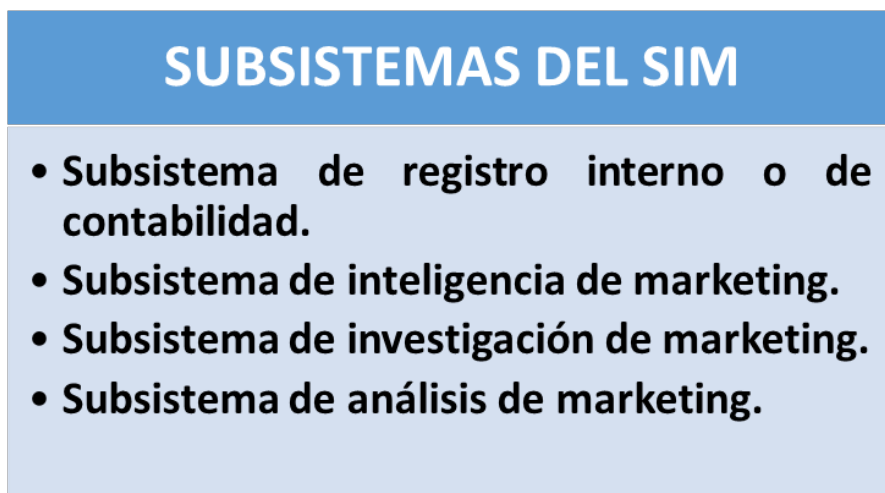 SUBSISTEMAS DEL SIM
• Subsistema de registro interno o de
contabilidad.
• Subsistema de inteligencia de marketing.
• Subsistema de investigación de marketing.
• Subsistema de análisis de marketing.